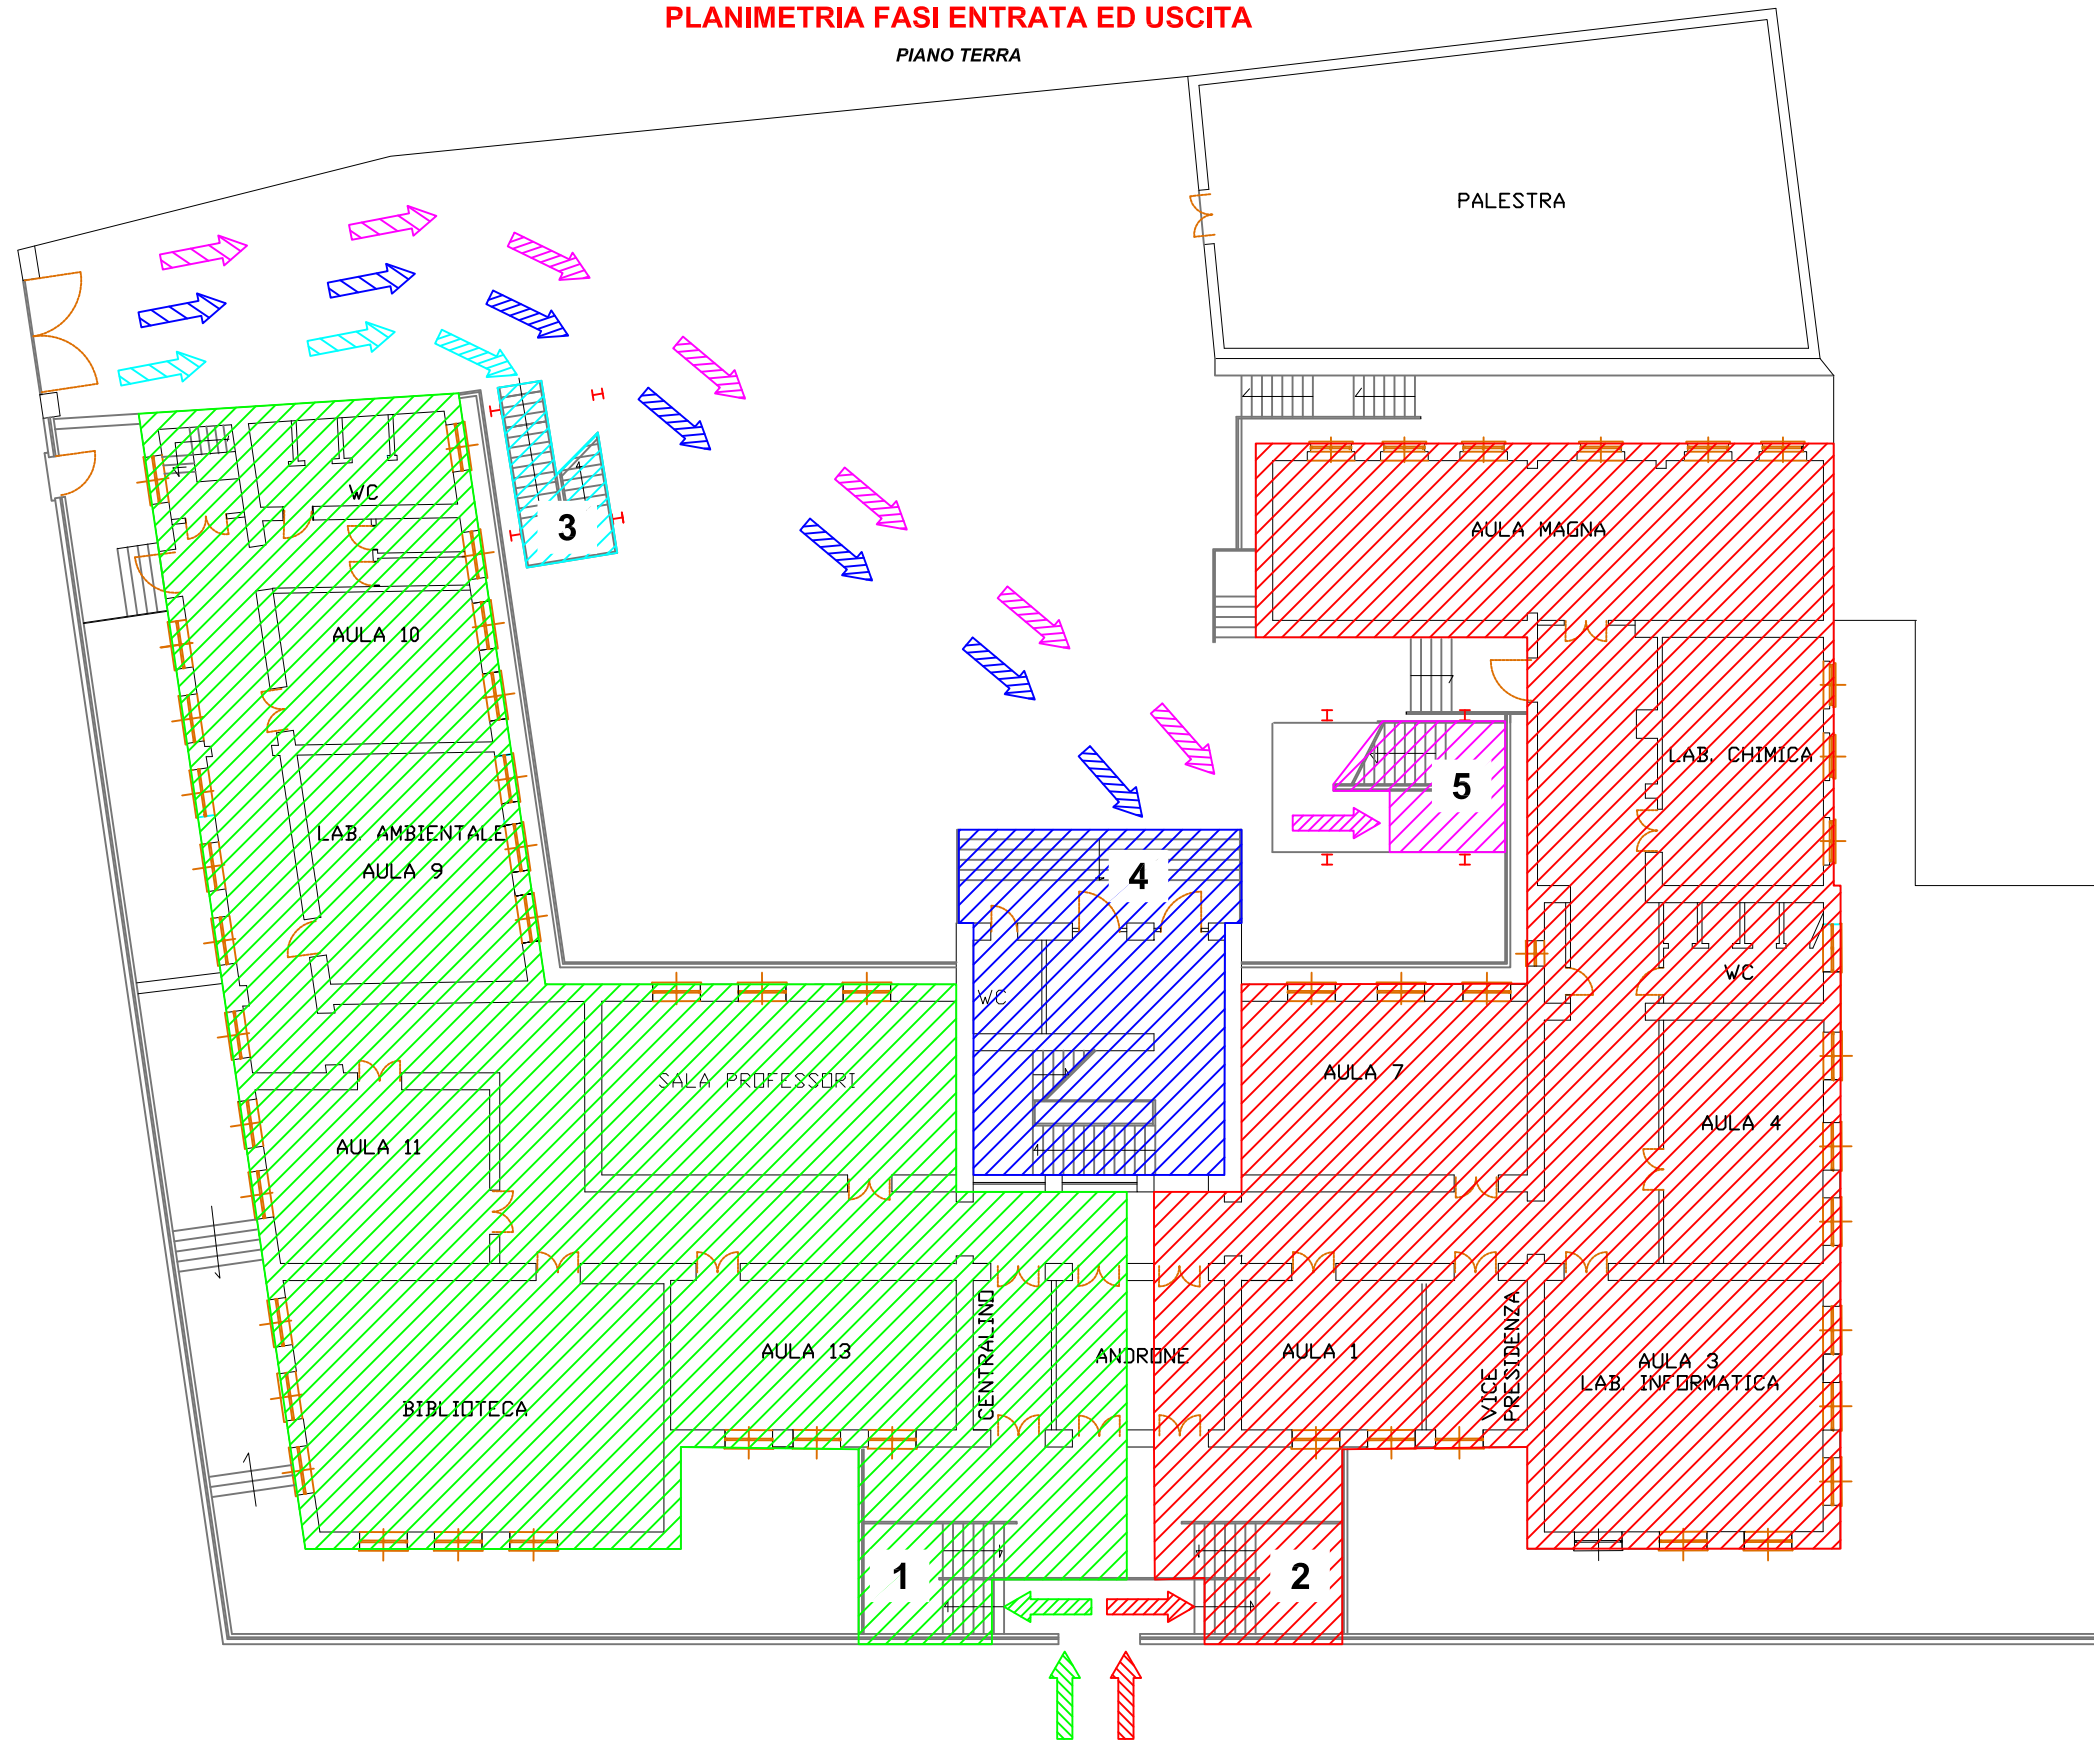 PLANIMETRIA FASI ENTRATA ED USCITA
PIANO TERRA
PALESTRA
WC
3
AULA MAGNA
AULA 10
LAB. CHIMICA
5
LAB. AMBIENTALE
AULA 9
4
WC
WC
SALA PROFESSORI
AULA 7
AULA 11
AULA 4
CENTRALINO
ANDRONE
AULA 13
AULA 1
VICE
PRESIDENZA
AULA 3
LAB. INFORMATICA
BIBLIOTECA
1
2